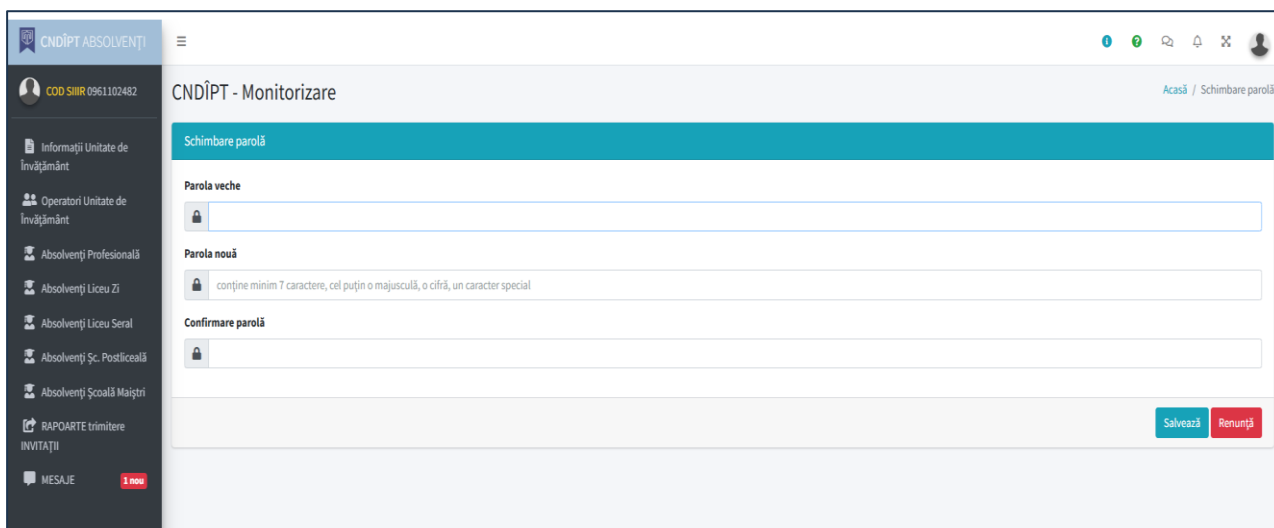 CNDÎPT ABSOLVENȚI
COD SIIIR 0961102482
Informații Unitate de
Învățământ
Operatori Unitate de
Învățământ
Absolvenți Profesională
Absolvenți Liceu Zi
Absolvenți Liceu Seral
Absolvenți Șc. Postliceală
Absolvenți Școală Maiștri
RAPOARTE trimitere
INVITAȚII
MESAJE 1 nou
CNDÎPT - Monitorizare
Acasă / Schimbare parolă
Schimbare parolă
Parola veche
Parola nouă
conține minim 7 caractere, cel puțin o majusculă, o cifră, un caracter special
Confirmare parolă
Salvează Renunță